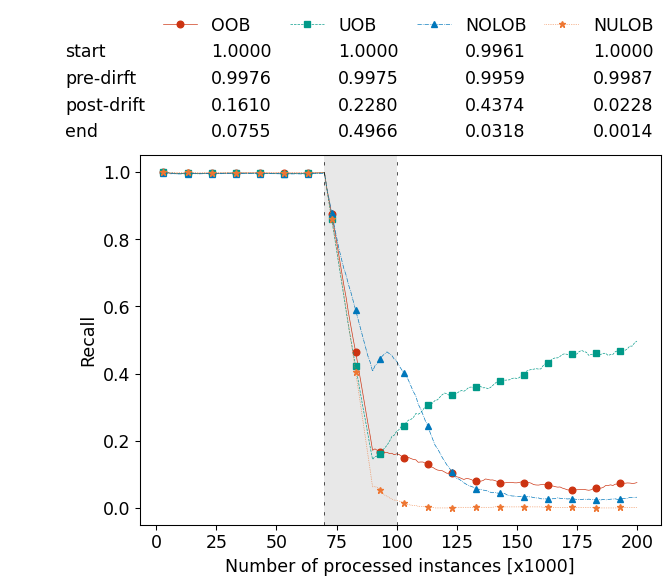 OOB UOB NOLOB NULOB
start 1.0000 1.0000 0.9961 1.0000
pre-dirft 0.9976 0.9975 0.9959 0.9987
post-drift 0.1610 0.2280 0.4374 0.0228
end 0.0755 0.4966 0.0318 0.0014
1.0
0.8
0.6
0.4
0.2
0.0
Recall
0 25 50 75 100 125 150 175 200
Number of processed instances [x1000]